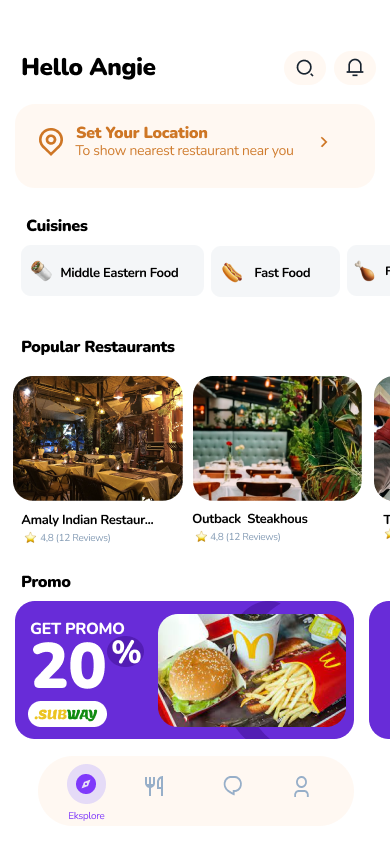 Hello Angie
Set Your Location
To show nearest restaurant near you
Cuisines
Middle Eastern Food
Fast Food
F
Popular Restaurants
Amaly Indian Restaur...
Outback Steakhous
T
4,8 (12 Reviews)
4,8 (12 Reviews)
Promo
GET PROMO
20%
SUBWAY
Eksplore